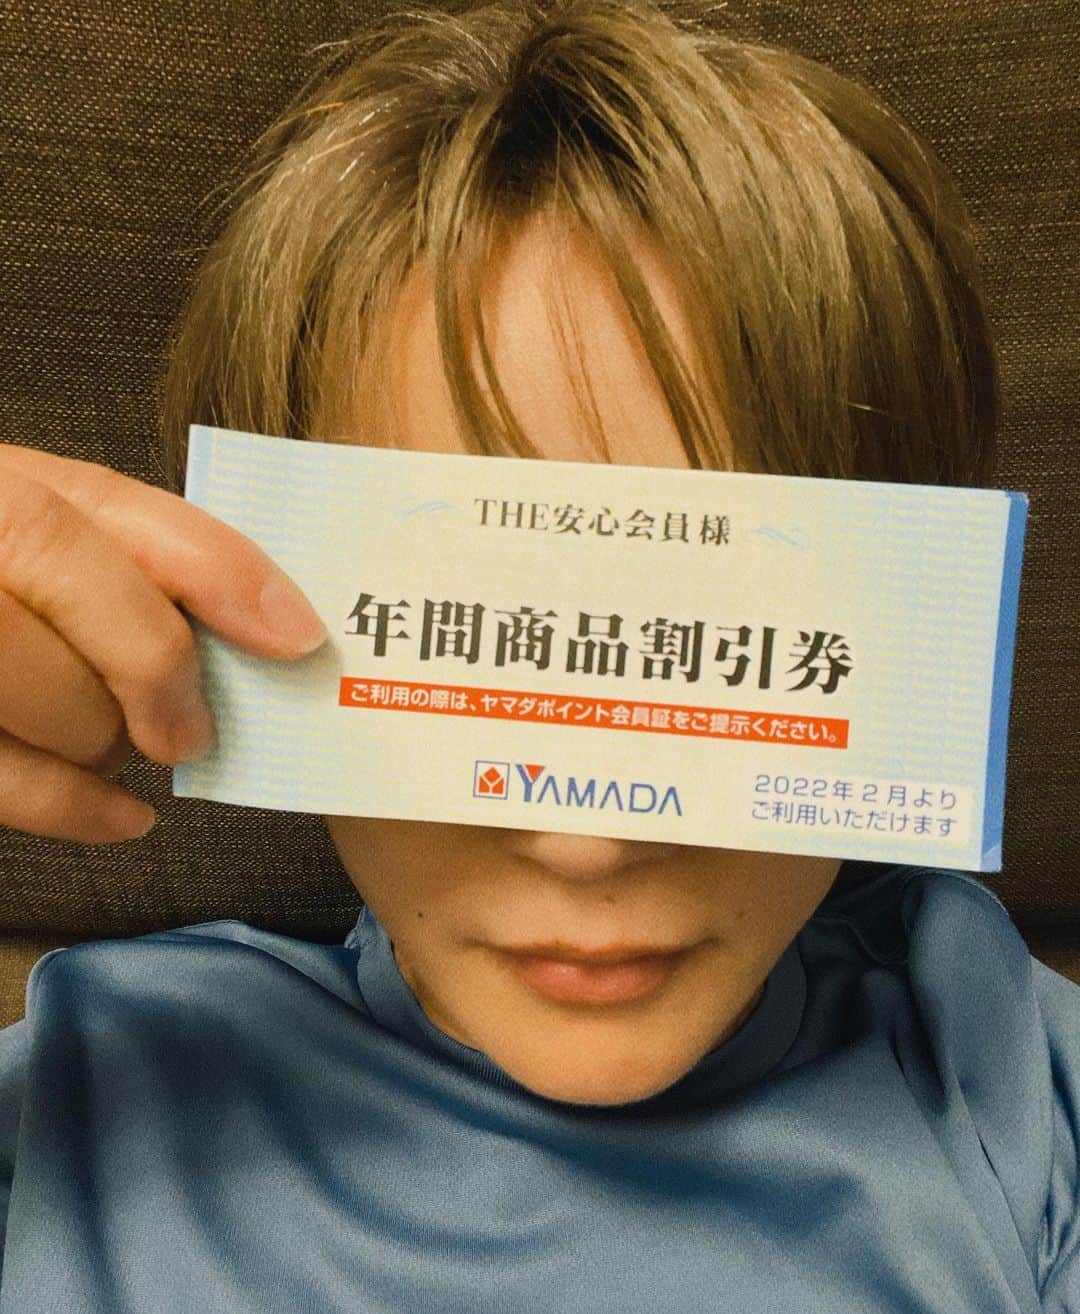 THE安心会員様
年間商品割引券
ご利用の際は、ヤマダポイント会員証をご提示ください。
YAMADA
2022年2月より
ご利用いただけます